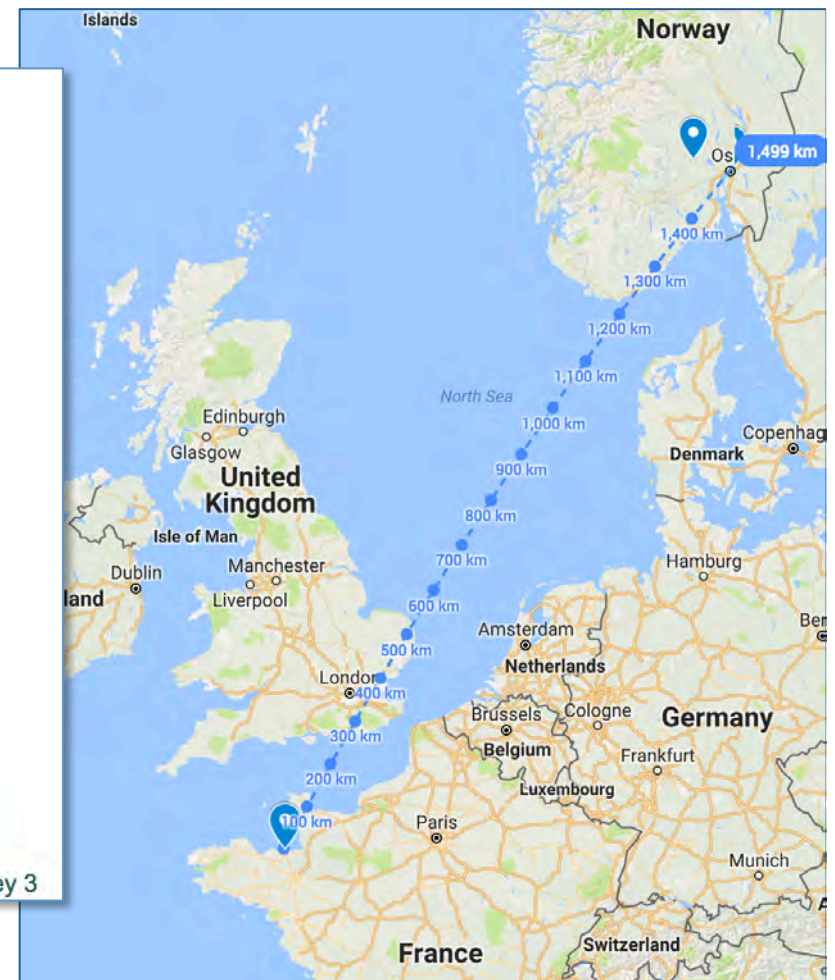 Islands
Norway
Os
1,499 km
1,400 km
1,300 km
1,200 km
1,100 km
North Sea
1,000 km
Edinburgh
Glasgow
Copenhag
Denmark
900 km
United
Kingdom
800 km
Isle of Man
700 km
Hamburg
Dublin
Manchester
land
Liverpool
600 km
Ber
Amsterdam
500 km
Netherlands
London
400 km
Brussels
Cologne
Germany
300 km
Belgium
Frankfurt
200 km
Luxembourg
100 km
Paris
Munich
ey 3
A
France
Switzerland